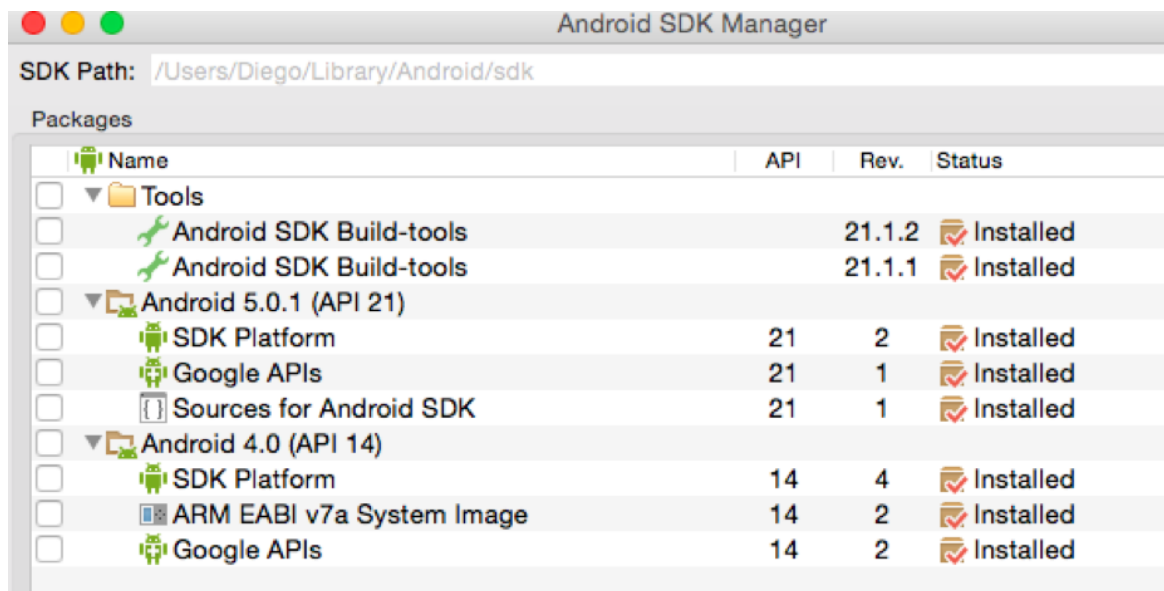 Android SDK Manager
SDK Path: /Users/Diego/Library/Android/sdk
Packages
Name API Rev. Status
Tools
Android SDK Build-tools 21.1.2 Installed
Android SDK Build-tools 21.1.1 Installed
Android 5.0.1 (API 21)
SDK Platform 21 2 Installed
Google APIs 21 1 Installed
Sources for Android SDK 21 1 Installed
Android 4.0 (API 14)
SDK Platform 14 4 Installed
ARM EABI v7a System Image 14 2 Installed
Google APIs 14 2 Installed